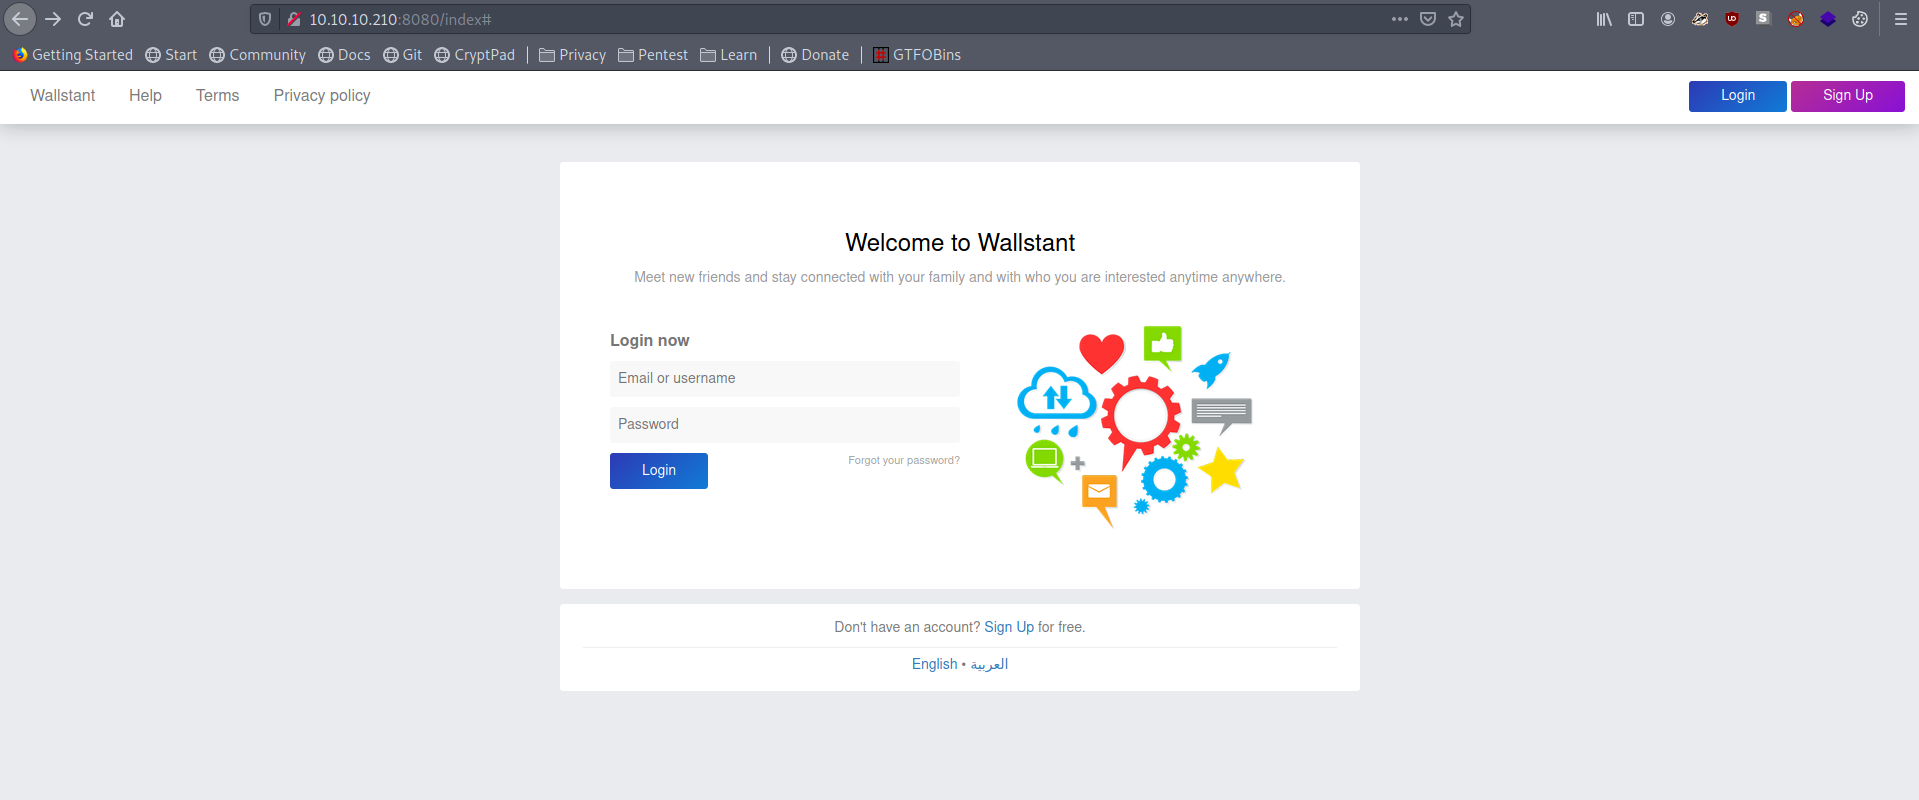 10.10.10.210:8080/index#
Getting Started Start Community Docs Git CryptPad Privacy Pentest Learn Donate GTFOBins
Wallstant Help Terms Privacy policy Login Sign Up
Welcome to Wallstant
Meet new friends and stay connected with your family and with who you are interested anytime anywhere.
Login now
Email or username
Password
Login Forgot your password?
Don't have an account? Sign Up for free.
English • العربية